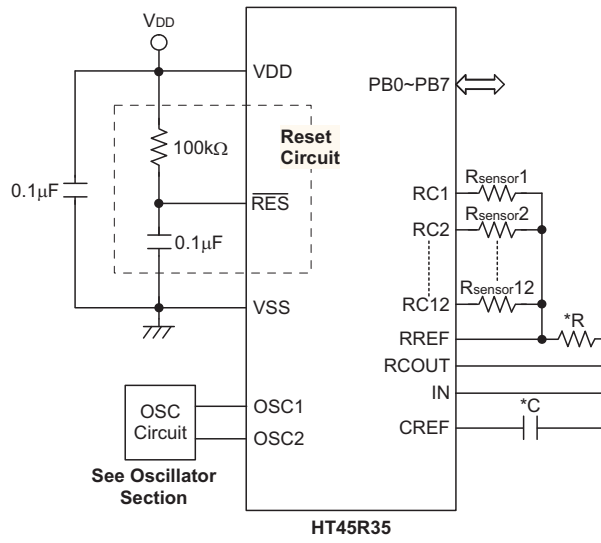 VDD
VDD
PB0~PB7
Reset
Circuit
100kΩ
0.1μF
RES
0.1μF
VSS
RC1
Rsensor1
RC2
Rsensor2
RC12
Rsensor12
RREF
*R
RCOUT
IN
CREF
*C
OSC
Circuit
OSC1
OSC2
See Oscillator
Section
HT45R35